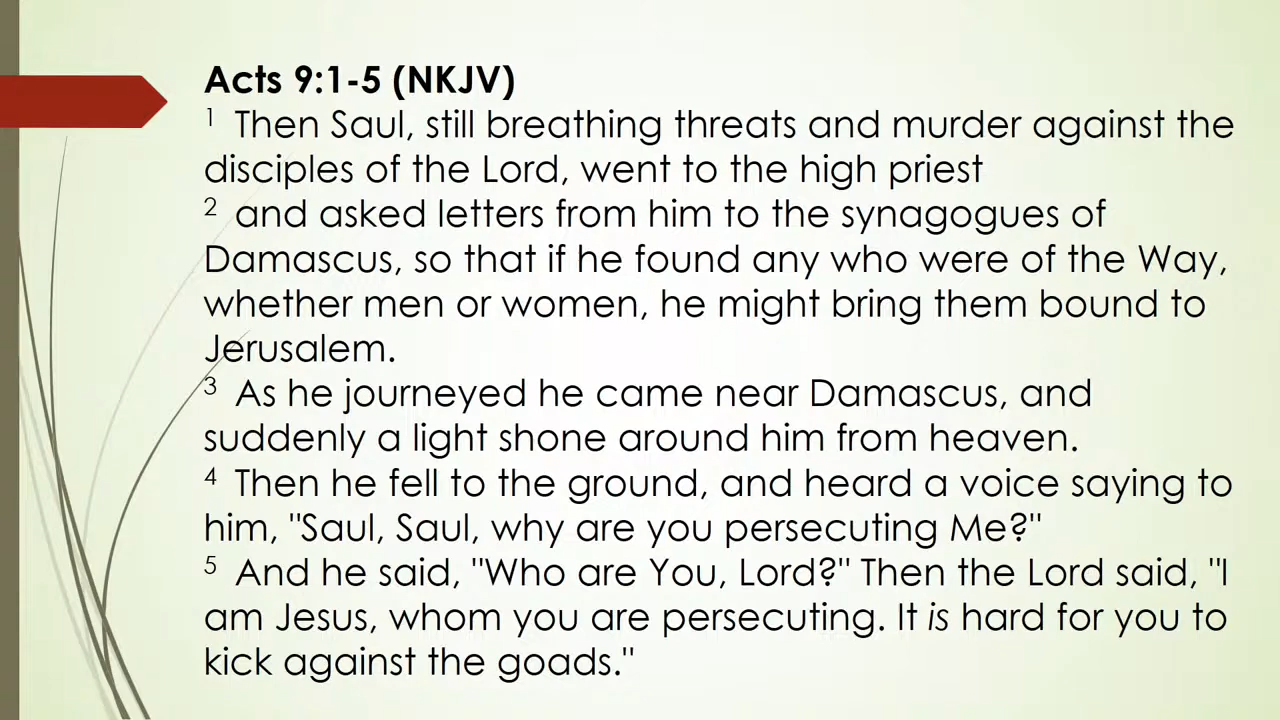 Acts 9:1-5 (NKJV)
1 Then Saul, still breathing threats and murder against the
disciples of the Lord, went to the high priest
2 and asked letters from him to the synagogues of
Damascus, so that if he found any who were of the Way,
whether men or women, he might bring them bound to
Jerusalem.
3 As he journeyed he came near Damascus, and
suddenly a light shone around him from heaven.
4 Then he fell to the ground, and heard a voice saying to
him, "Saul, Saul, why are you persecuting Me?"
5 And he said, "Who are You, Lord?" Then the Lord said, "I
am Jesus, whom you are persecuting. It is hard for you to
kick against the goads."